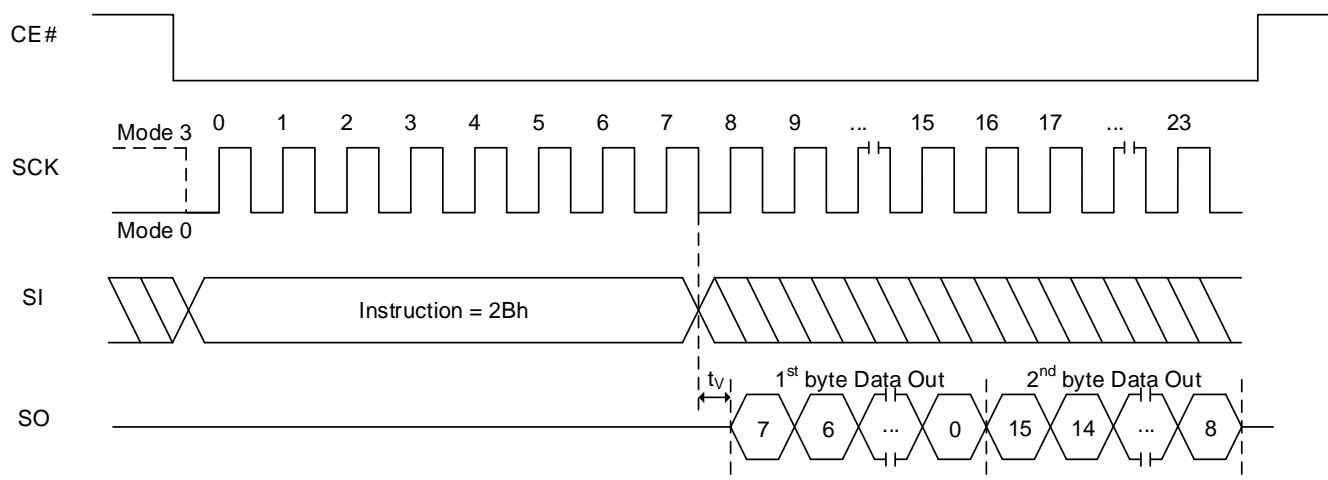 CE#
Mode 3 0 1 2 3 4 5 6 7 8 9 ... 15 16 17 ... 23
SCK
Mode 0
SI Instruction = 2Bh
tV 1st byte Data Out 2nd byte Data Out
SO 7 6 ... 0 15 14 ... 8